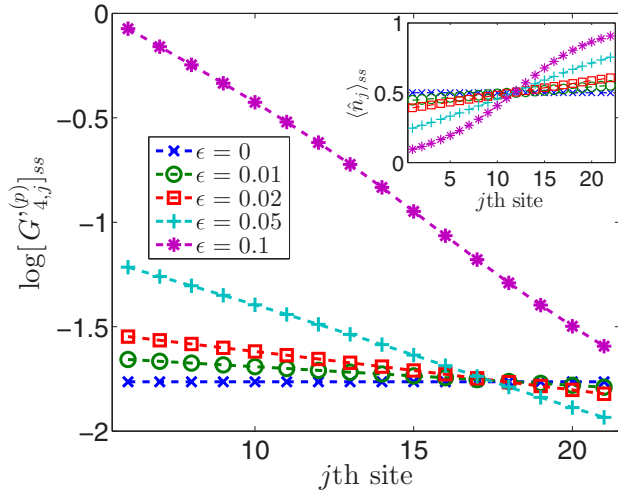 0
−0.5
−1
−1.5
−2
10
15
20
jth site
log[G''^{(p)}_{4,j}]_{ss}
ϵ = 0
ϵ = 0.01
ϵ = 0.02
ϵ = 0.05
ϵ = 0.1
1
0.5
0
5
10
15
20
jth site
⟨n̂_j⟩_{ss}